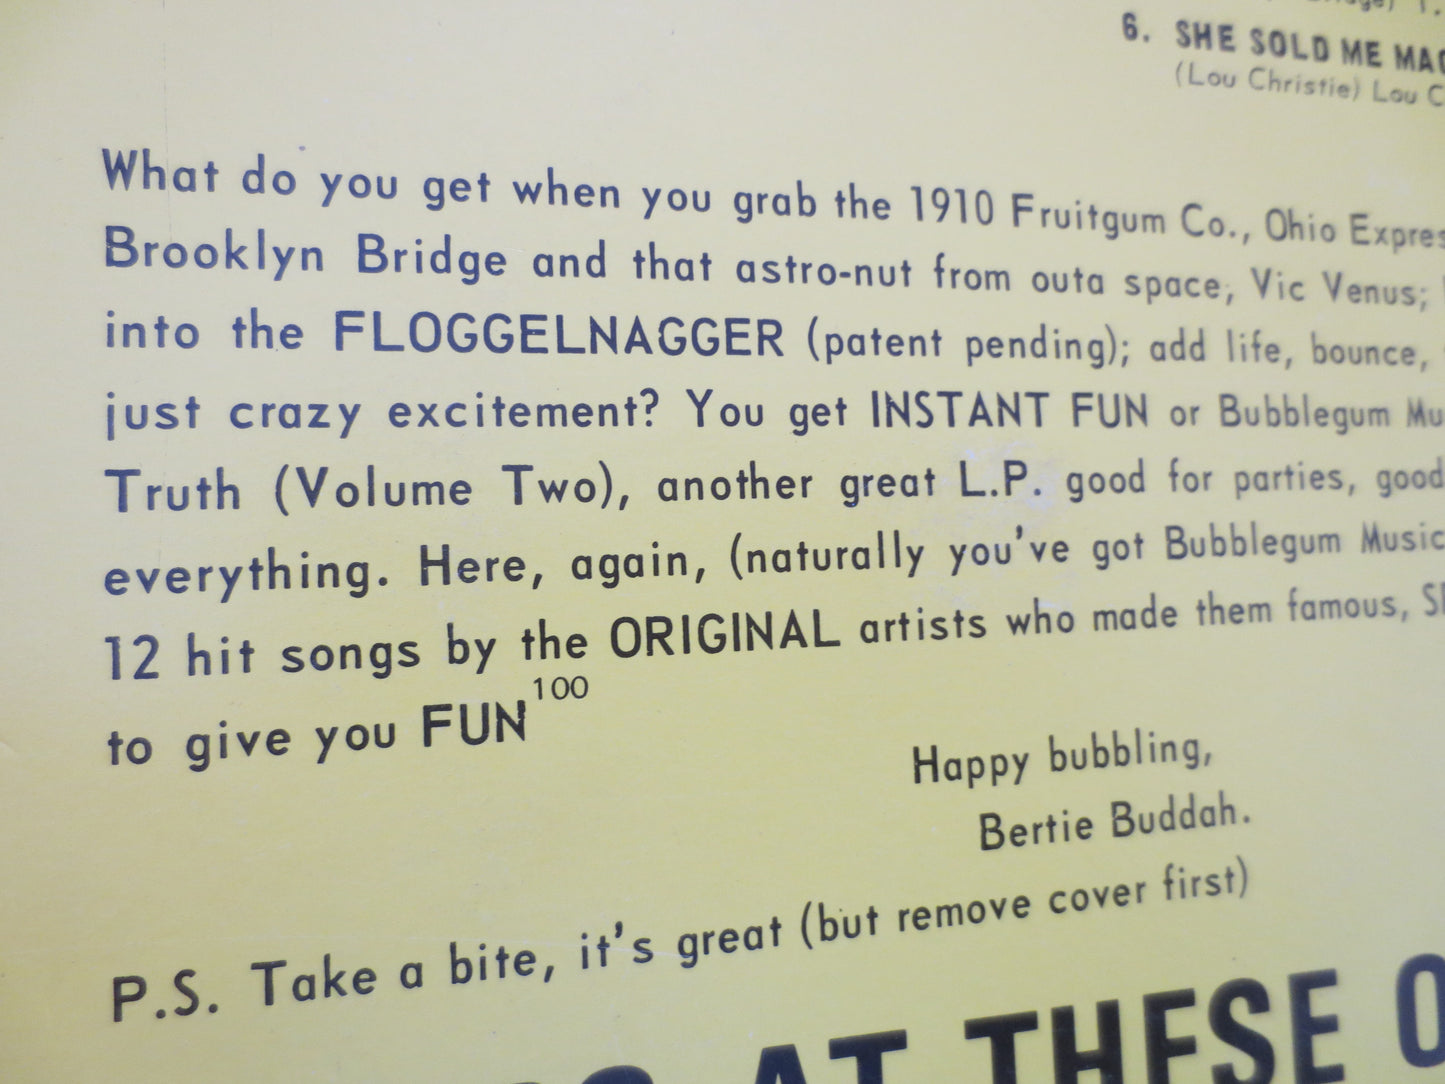 6. SHE SOLD ME
(Lou Christie) Lou
What do you get when you grab the 1910 Fruitgum Co., Ohio
Brooklyn Bridge and that astro-nut from outa space, Vic Venus;
into the FLOGGELNAGGER (patent pending); add life, bounce,
just crazy excitement? You get INSTANT FUN or Bubblegum
Truth (Volume Two), another great L.P. good for parties, good
everything. Here, again, (naturally you've got Bubblegum Music
12 hit songs by the ORIGINAL artists who made them famous,
to give you FUN100
Happy bubbling,
Bertie Buddah.
P.S. Take a bite, it's great (but remove cover first)
AT THESE